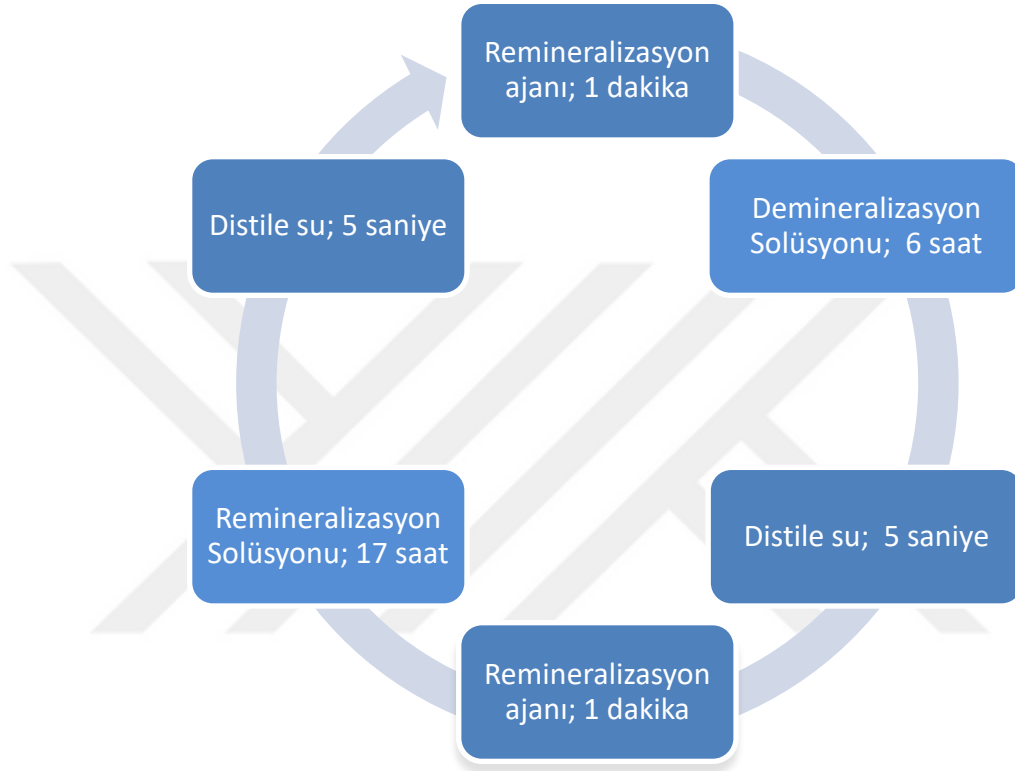 Remineralizasyon
ajanı; 1 dakika
Demineralizasyon
Solüsyonu;  6 saat
Distile su;  5 saniye
Remineralizasyon
ajanı; 1 dakika
Remineralizasyon
Solüsyonu; 17 saat
Distile su; 5 saniye